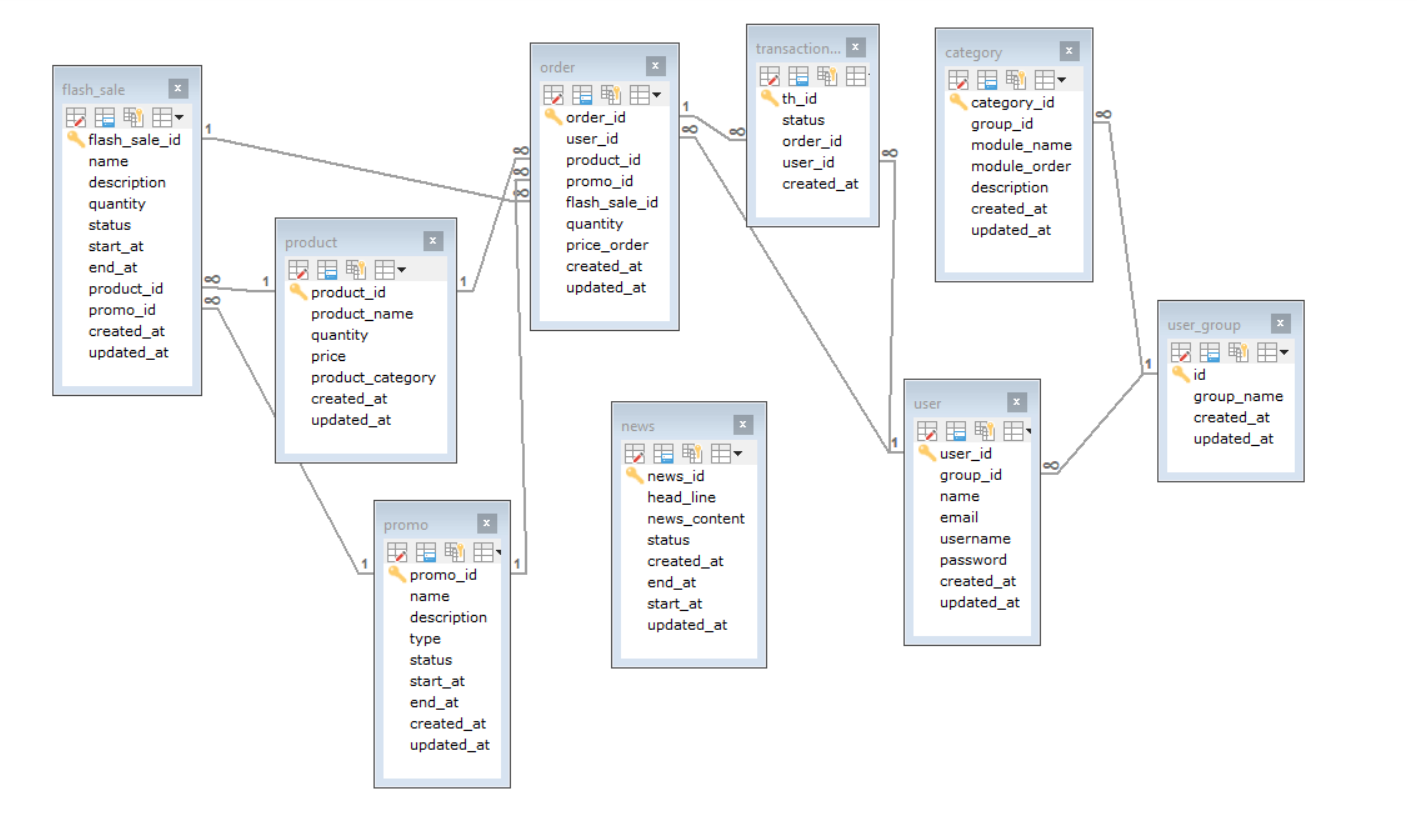 flash_sale
flash_sale_id
name
description
quantity
status
start_at
end_at
product_id
promo_id
created_at
updated_at
1
∞
∞
product
product_id
product_name
quantity
price
product_category
created_at
updated_at
1
1
promo
promo_id
name
description
type
status
start_at
end_at
created_at
updated_at
1
1
order
order_id
user_id
product_id
promo_id
flash_sale_id
quantity
price_order
created_at
updated_at
∞
∞
∞
1
∞
transaction...
th_id
status
order_id
user_id
created_at
∞
∞
news
news_id
head_line
news_content
status
created_at
end_at
start_at
updated_at
category
category_id
group_id
module_name
module_order
description
created_at
updated_at
∞
user
user_id
group_id
name
email
username
password
created_at
updated_at
1
∞
user_group
id
group_name
created_at
updated_at
1